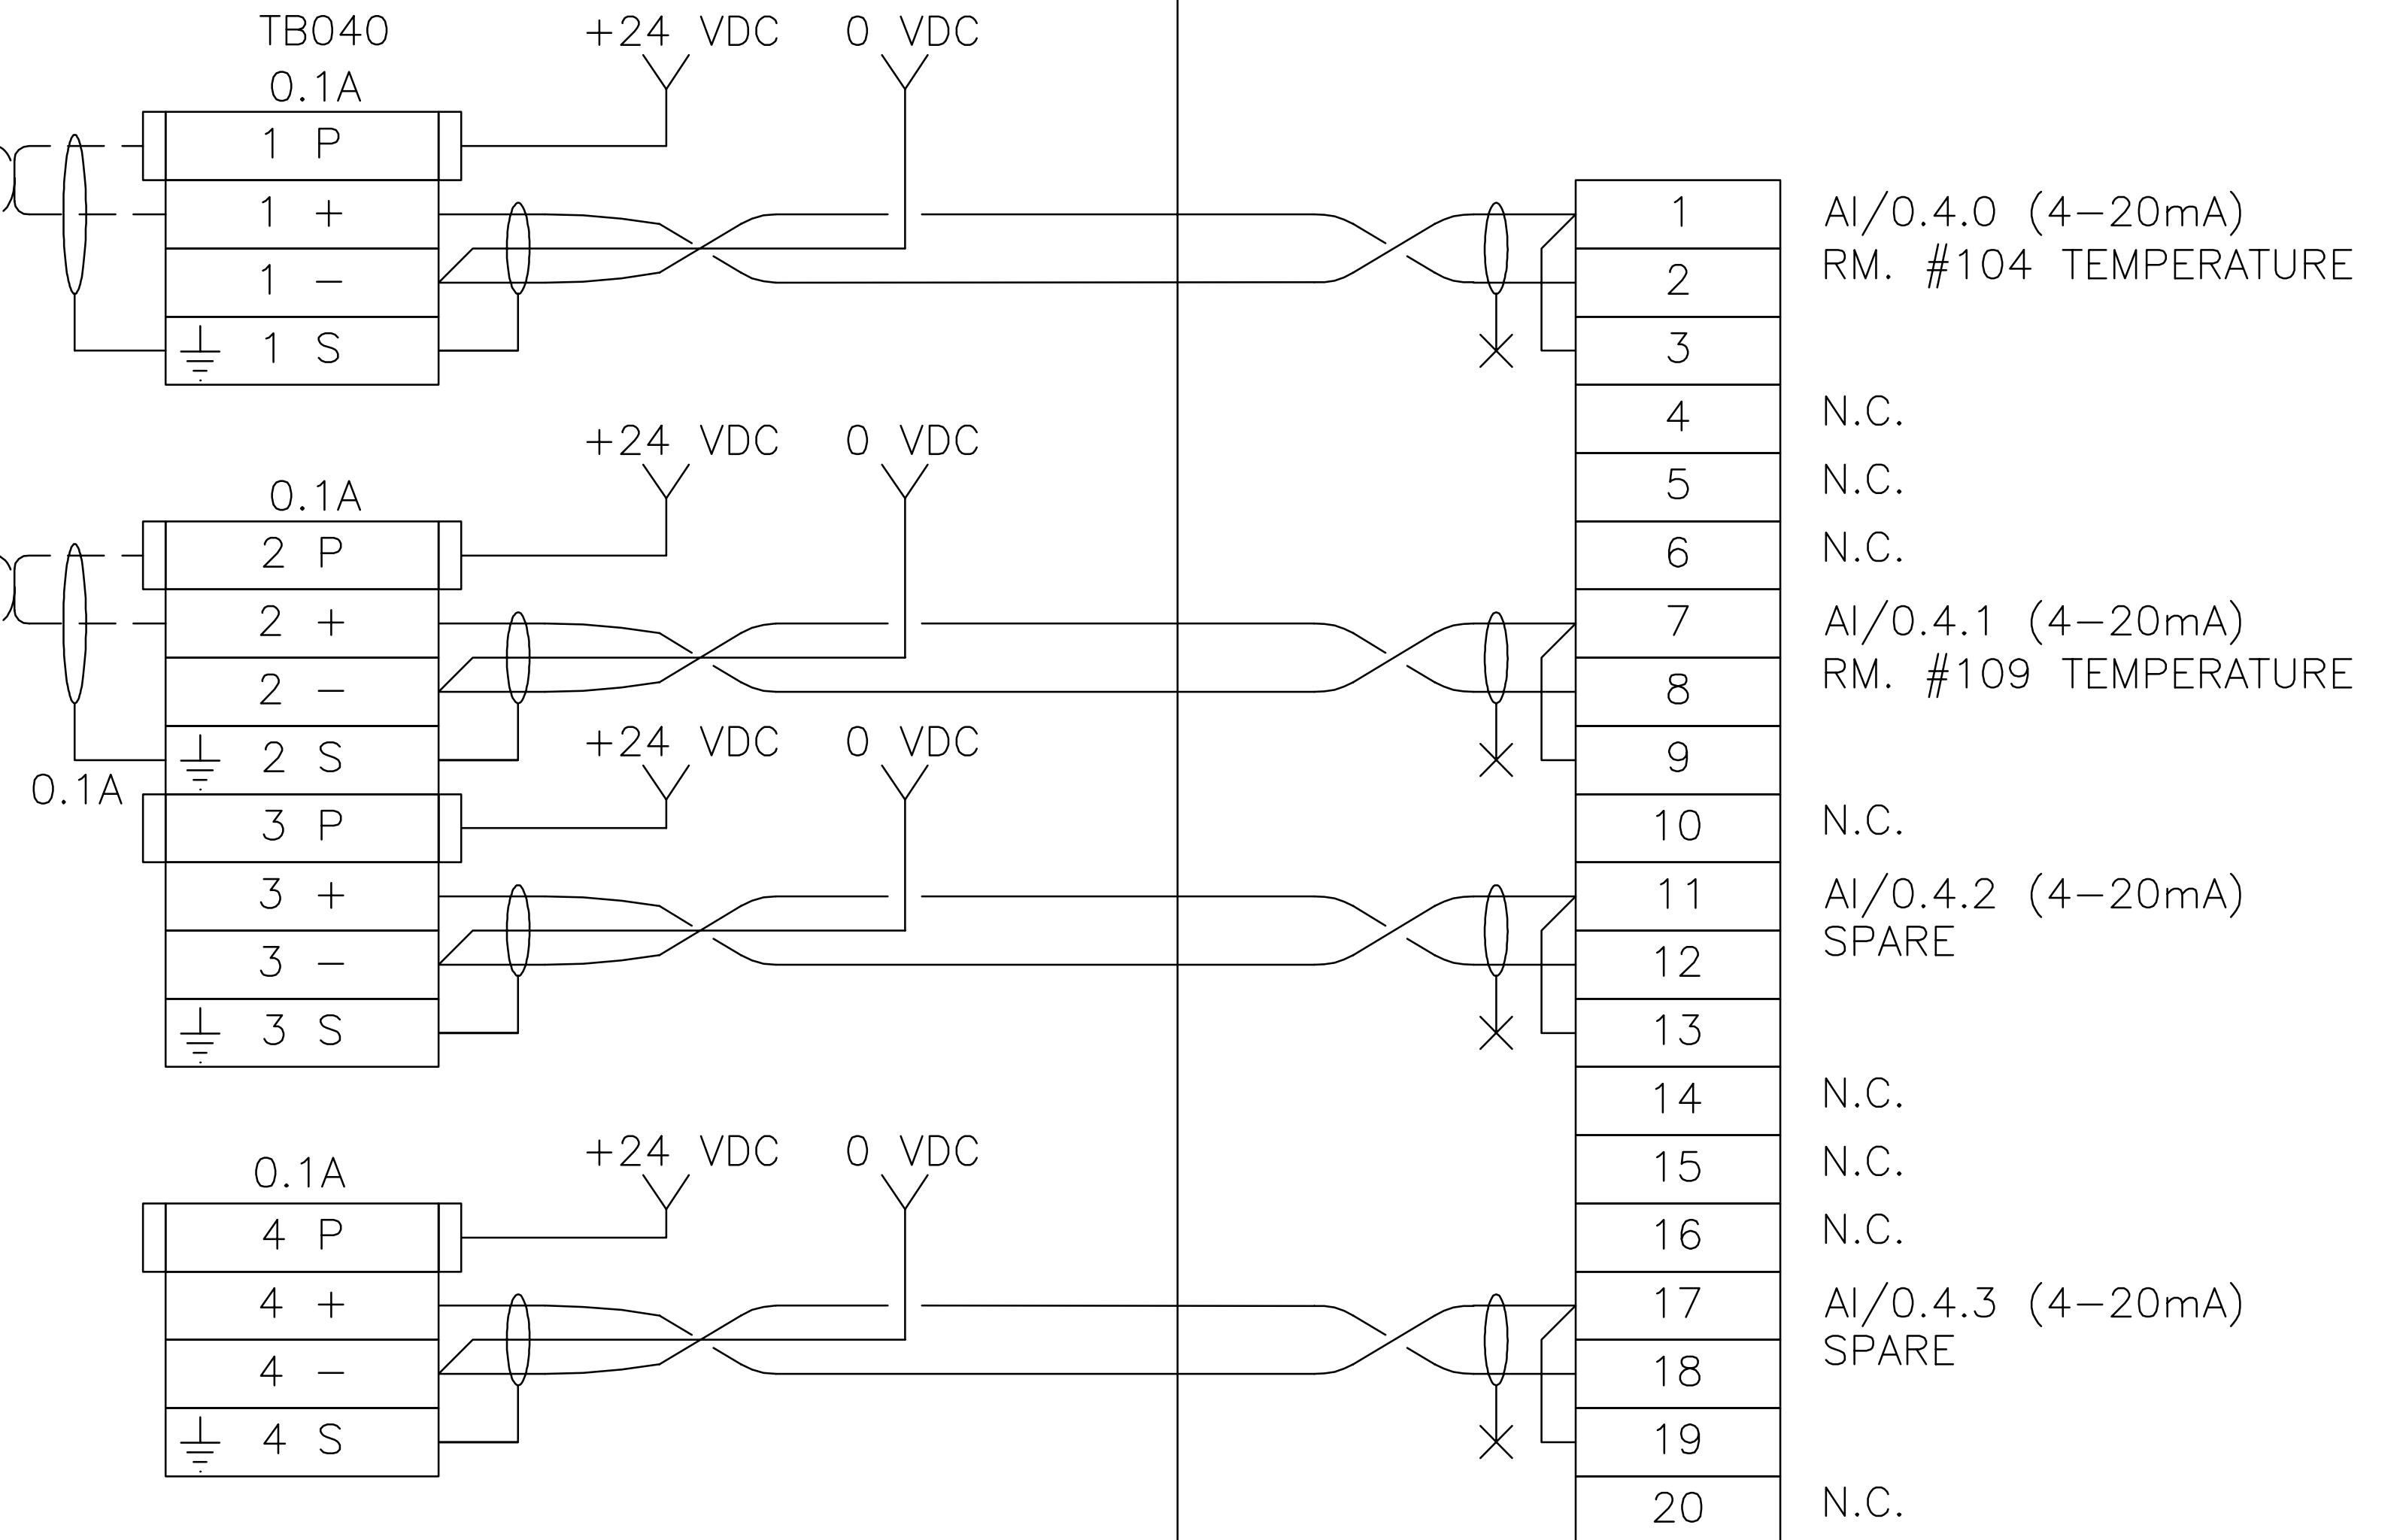 TB040
0.1A
+24 VDC
0 VDC
1 P
1 +
1 -
1 S
0.1A
+24 VDC
0 VDC
2 P
2 +
2 -
2 S
0.1A
+24 VDC
0 VDC
3 P
3 +
3 -
3 S
0.1A
+24 VDC
0 VDC
4 P
4 +
4 -
4 S
1
AI/0.4.0 (4-20mA)
RM. #104 TEMPERATURE
2
3
4
N.C.
5
N.C.
6
N.C.
7
AI/0.4.1 (4-20mA)
RM. #109 TEMPERATURE
8
9
10
N.C.
11
AI/0.4.2 (4-20mA)
SPARE
12
13
14
N.C.
15
N.C.
16
N.C.
17
AI/0.4.3 (4-20mA)
SPARE
18
19
20
N.C.